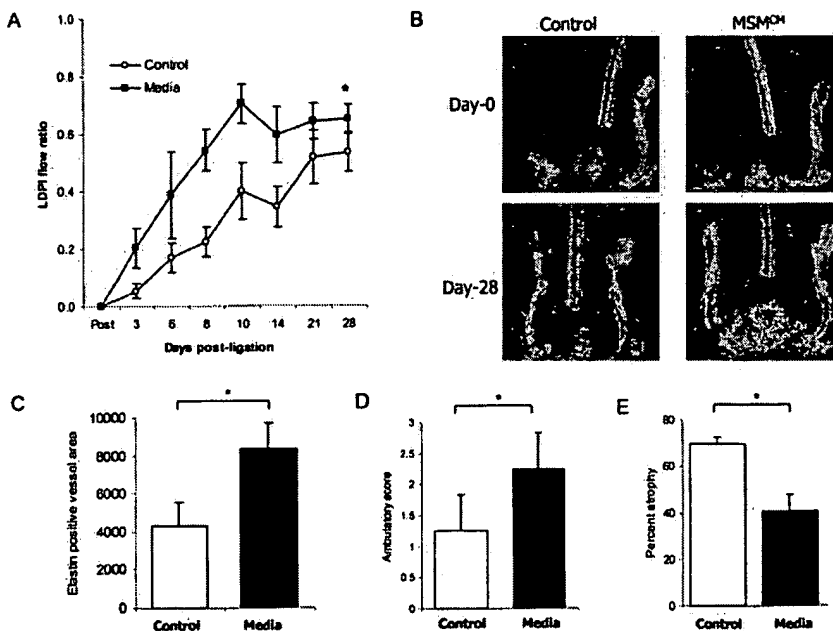 A
LDPI flow ratio
1.0
0.8
0.6
0.4
0.2
0.0
Control
Media
*
Post 3 6 8 10 14 21 28
Days post-ligation
B
Control MSMᶜᴹ
Day-0
Day-28
C
Elastin positive vessel area
10000
8000
6000
4000
2000
0
*
Control Media
D
Ambulatory score
3
2.5
2
1.5
1
0.5
0
*
Control Media
E
Percent atrophy
80
60
40
20
0
*
Control Media